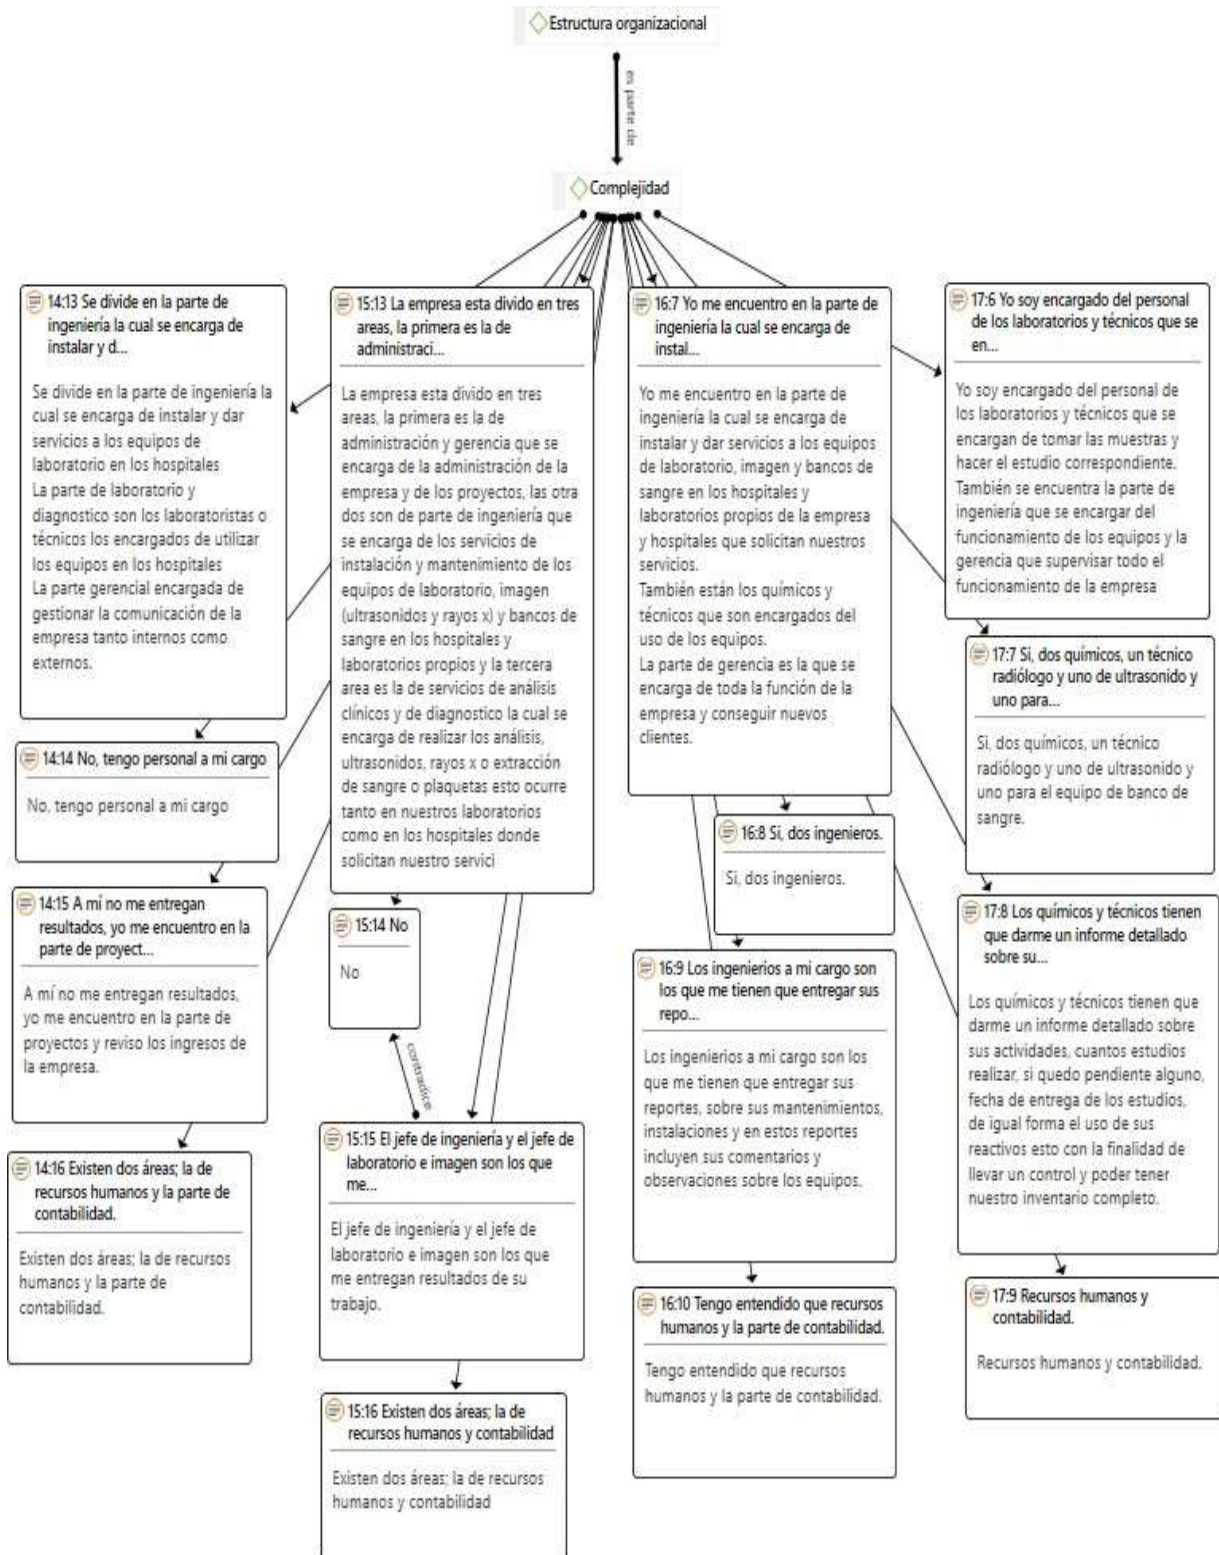 Estructura organizacional
es parte de
Complejidad
14:13 Se divide en la parte de
ingeniería la cual se encarga de
instalar y d...
Se divide en la parte de ingeniería la
cual se encarga de instalar y dar
servicios a los equipos de
laboratorio en los hospitales
La parte de laboratorio y
diagnostico son los laboratoristas o
técnicos los encargados de utilizar
los equipos en los hospitales
La parte gerencial encargada de
gestionar la comunicación de la
empresa tanto internos como
externos.
14:14 No, tengo personal a mi cargo
No, tengo personal a mi cargo
14:15 A mí no me entregan
resultados, yo me encuentro en la
parte de proyect...
A mí no me entregan resultados,
yo me encuentro en la parte de
proyectos y reviso los ingresos de
la empresa.
14:16 Existen dos áreas; la de
recursos humanos y la parte de
contabilidad.
Existen dos áreas; la de recursos
humanos y la parte de
contabilidad.
15:13 La empresa esta divido en tres
areas, la primera es la de
administraci...
La empresa esta divido en tres
areas, la primera es la de
administración y gerencia que se
encarga de la administración de la
empresa y de los proyectos, las otra
dos son de parte de ingeniería que
se encarga de los servicios de
instalación y mantenimiento de los
equipos de laboratorio, imagen
(ultrasonidos y rayos x) y bancos de
sangre en los hospitales y
laboratorios propios y la tercera
area es la de servicios de análisis
clínicos y de diagnostico la cual se
encarga de realizar los análisis,
ultrasonidos, rayos x o extracción
de sangre o plaquetas esto ocurre
tanto en nuestros laboratorios
como en los hospitales donde
solicitan nuestro servici
15:14 No
No
contradice
15:15 El jefe de ingeniería y el jefe de
laboratorio e imagen son los que
me...
El jefe de ingeniería y el jefe de
laboratorio e imagen son los que
me entregan resultados de su
trabajo.
15:16 Existen dos áreas; la de
recursos humanos y contabilidad
Existen dos áreas; la de recursos
humanos y contabilidad
16:7 Yo me encuentro en la parte de
ingeniería la cual se encarga de
instal...
Yo me encuentro en la parte de
ingeniería la cual se encarga de
instalar y dar servicios a los equipos
de laboratorio, imagen y bancos de
sangre en los hospitales y
laboratorios propios de la empresa
y hospitales que solicitan nuestros
servicios.
También están los químicos y
técnicos que son encargados del
uso de los equipos.
La parte de gerencia es la que se
encarga de toda la función de la
empresa y conseguir nuevos
clientes.
16:8 Si, dos ingenieros.
Si, dos ingenieros.
16:9 Los ingenierios a mi cargo son
los que me tienen que entregar sus
repo...
Los ingenierios a mi cargo son los
que me tienen que entregar sus
reportes, sobre sus mantenimientos,
instalaciones y en estos reportes
incluyen sus comentarios y
observaciones sobre los equipos.
16:10 Tengo entendido que recursos
humanos y la parte de contabilidad.
Tengo entendido que recursos
humanos y la parte de contabilidad.
17:6 Yo soy encargado del personal
de los laboratorios y técnicos que se
en...
Yo soy encargado del personal de
los laboratorios y técnicos que se
encargan de tomar las muestras y
hacer el estudio correspondiente.
También se encuentra la parte de
ingeniería que se encargar del
funcionamiento de los equipos y la
gerencia que supervisar todo el
funcionamiento de la empresa
17:7 Si, dos químicos, un técnico
radiólogo y uno de ultrasonido y
uno para...
Si, dos químicos, un técnico
radiólogo y uno de ultrasonido y
uno para el equipo de banco de
sangre.
17:8 Los químicos y técnicos tienen
que darme un informe detallado
sobre su...
Los químicos y técnicos tienen que
darme un informe detallado sobre
sus actividades, cuantos estudios
realizar, si quedo pendiente alguno,
fecha de entrega de los estudios,
de igual forma el uso de sus
reactivos esto con la finalidad de
llevar un control y poder tener
nuestro inventario completo.
17:9 Recursos humanos y
contabilidad.
Recursos humanos y contabilidad.